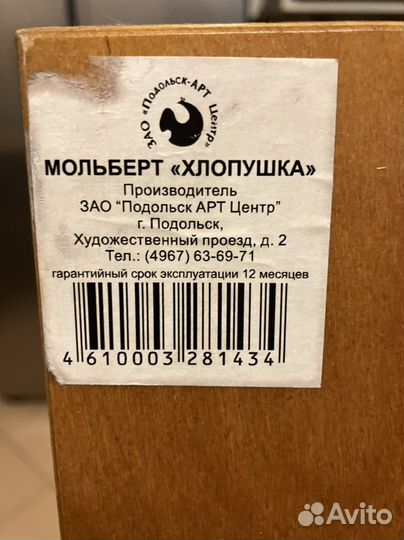 ЗАО «Подольск-АРТ Центр»
МОЛЬБЕРТ «ХЛОПУШКА»
Производитель
ЗАО "Подольск АРТ Центр"
г. Подольск,
Художественный проезд, д. 2
Тел.: (4967) 63-69-71
гарантийный срок эксплуатации 12 месяцев
4 610003 281434
Avito